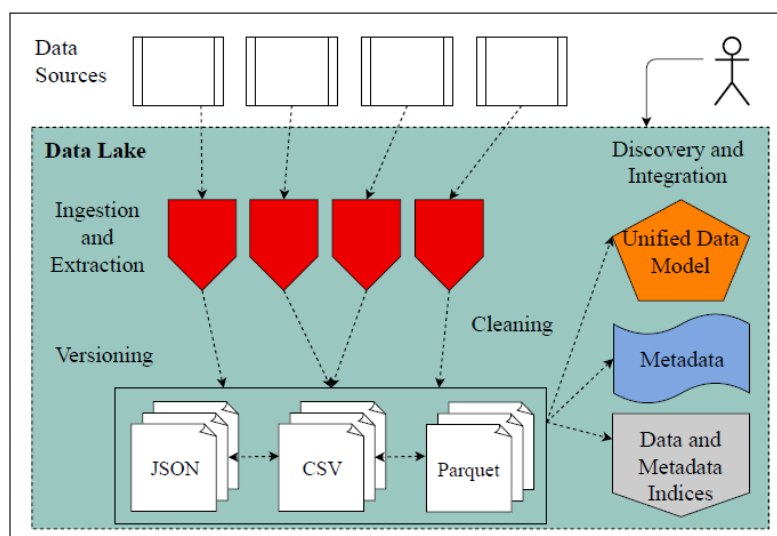 Data
Sources
Data Lake
Discovery and
Integration
Ingestion
and
Extraction
Unified Data
Model
Cleaning
Versioning
Metadata
JSON
CSV
Parquet
Data and
Metadata
Indices